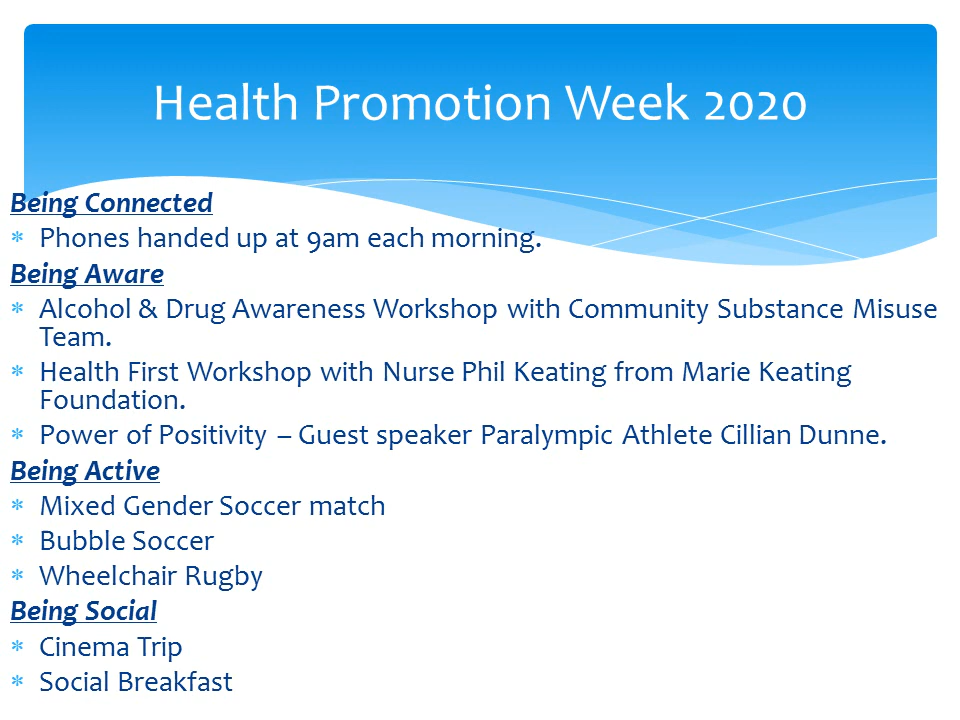 Health Promotion Week 2020
Being Connected
* Phones handed up at 9am each morning.
Being Aware
* Alcohol & Drug Awareness Workshop with Community Substance Misuse
Team.
* Health First Workshop with Nurse Phil Keating from Marie Keating
Foundation.
* Power of Positivity – Guest speaker Paralympic Athlete Cillian Dunne.
Being Active
* Mixed Gender Soccer match
* Bubble Soccer
* Wheelchair Rugby
Being Social
* Cinema Trip
* Social Breakfast